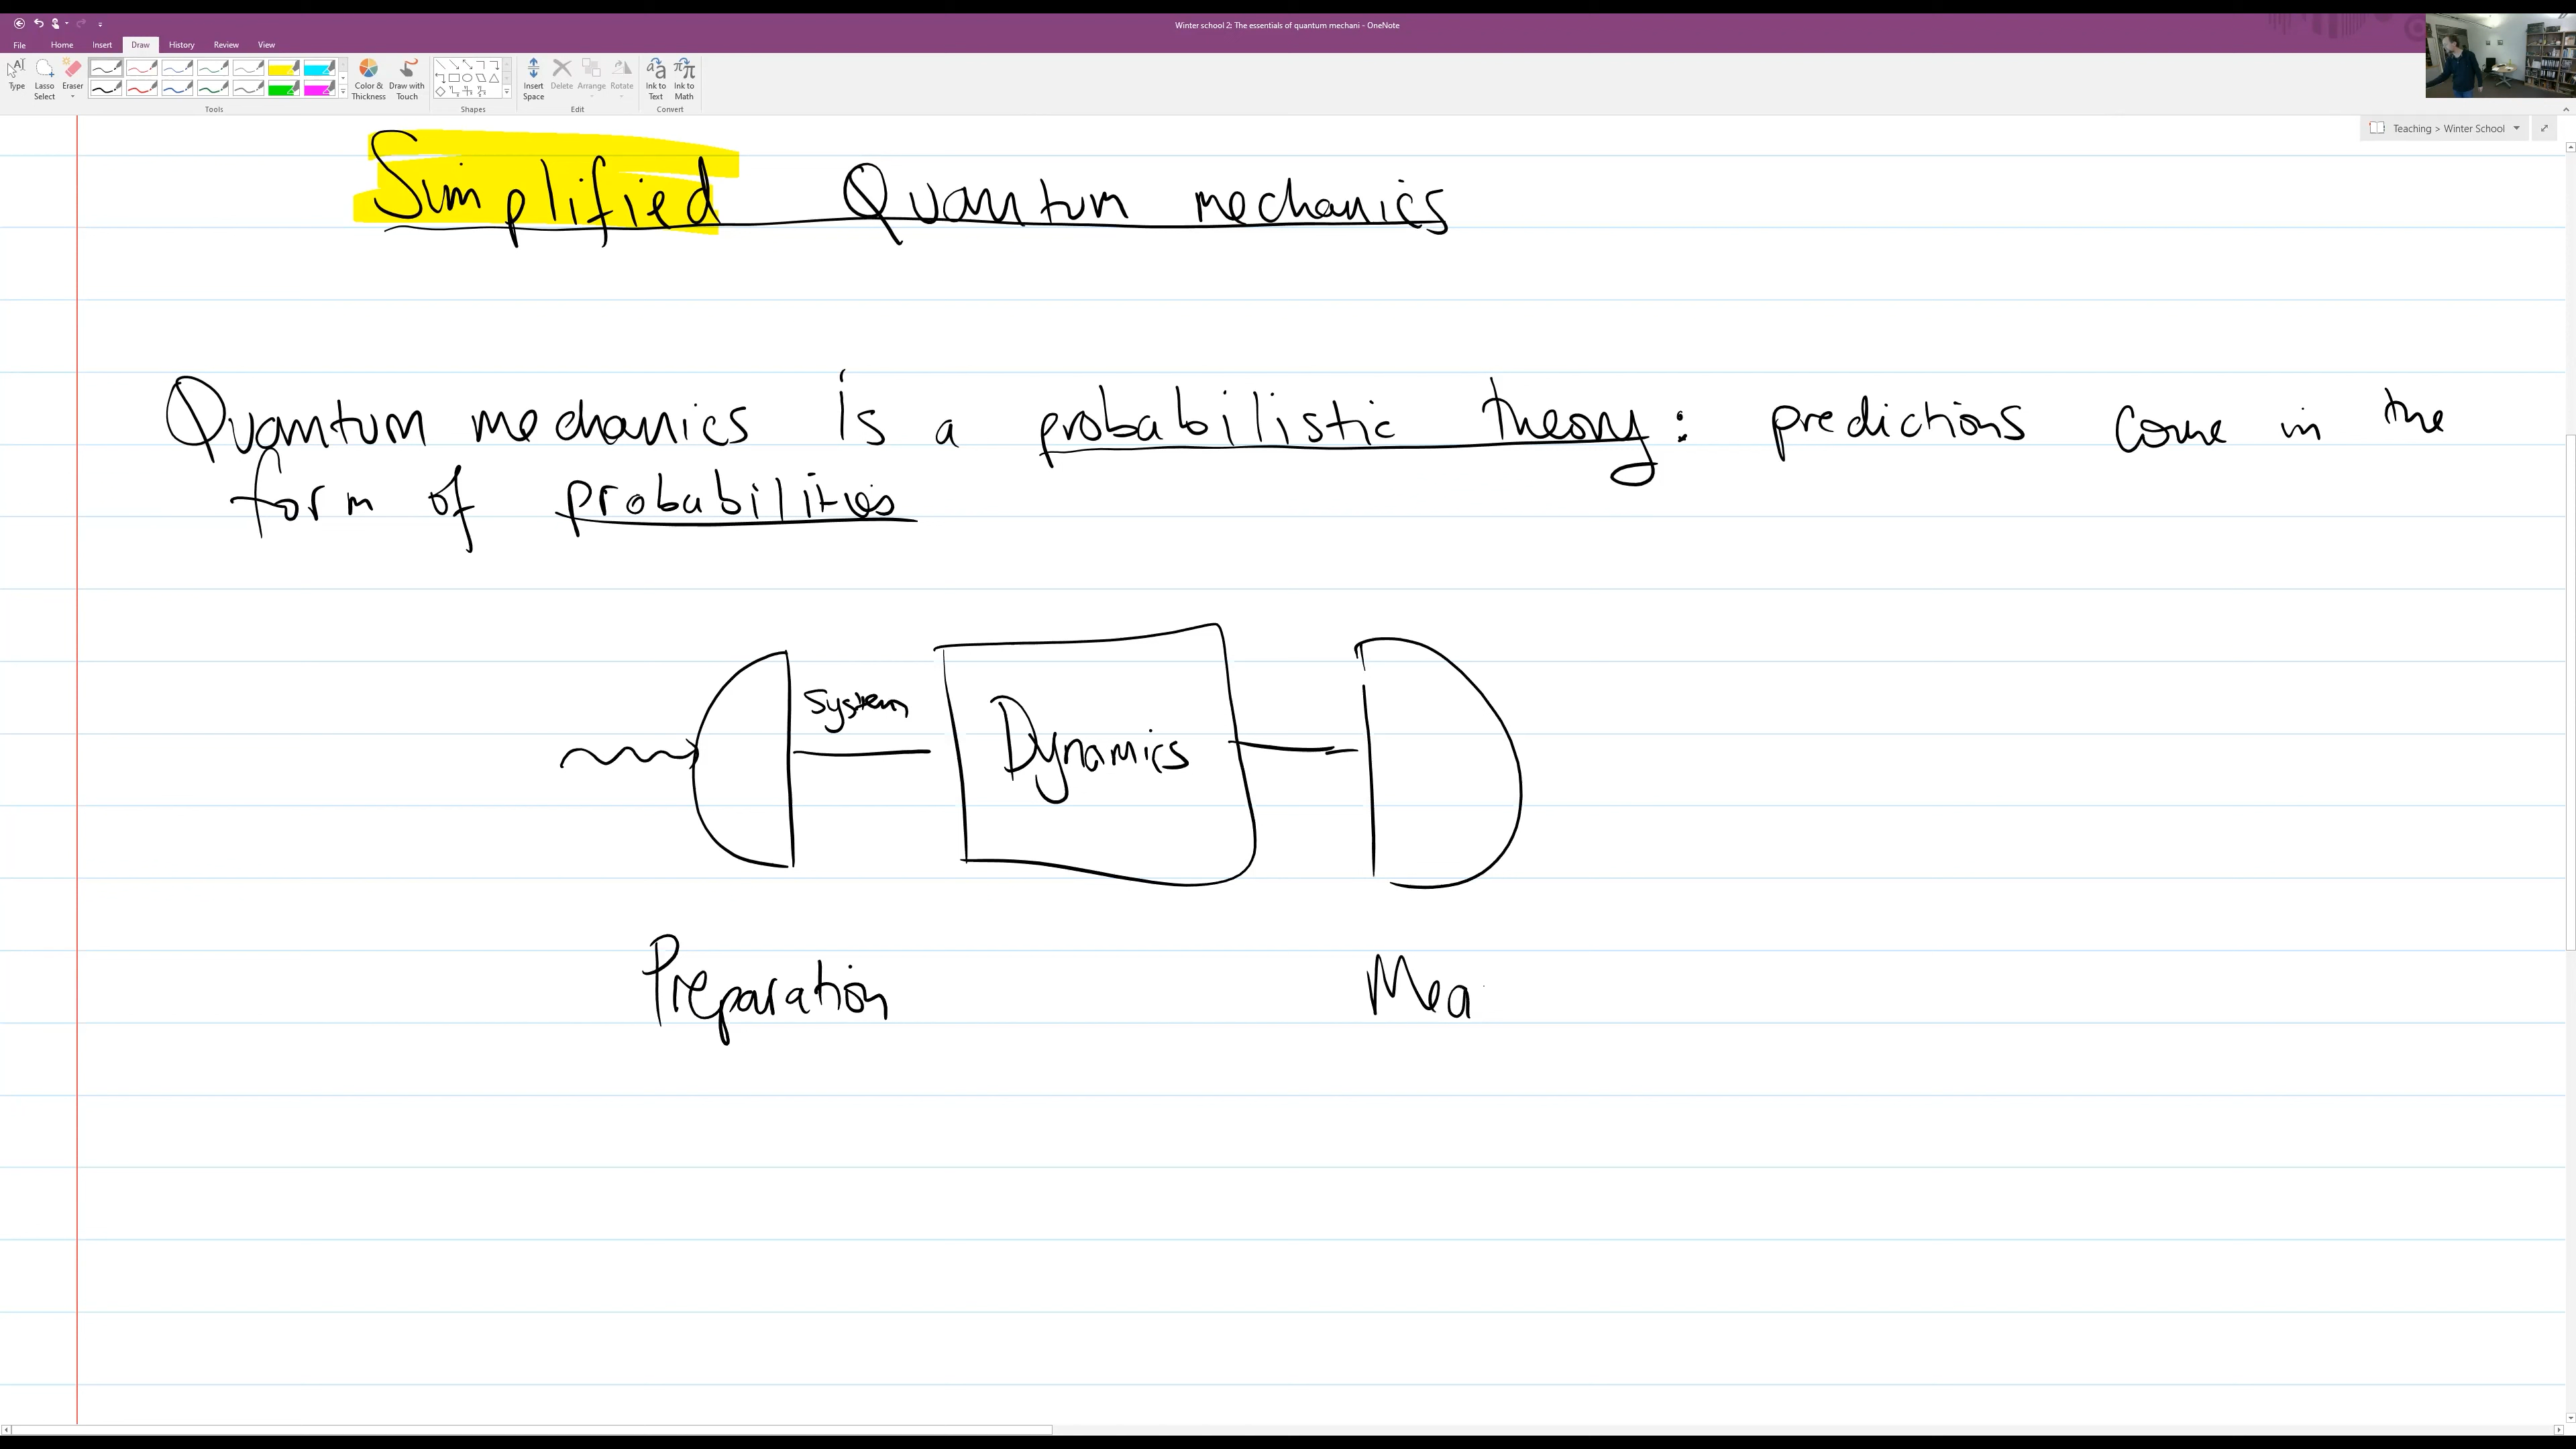 Winter school 2: The essentials of quantum mechani - OneNote
File Home Insert Draw History Review View
Type
Lasso Select
Eraser
Color & Thickness
Draw with Touch
Insert Space
Delete
Arrange
Rotate
Ink to Text
Ink to Math
Tools Shapes Edit Convert
Teaching > Winter School
Simplified Quantum mechanics
Quantum mechanics is a probabilistic theory: predictions come in the
form of probabilities
system
Dynamics
Preparation Mea